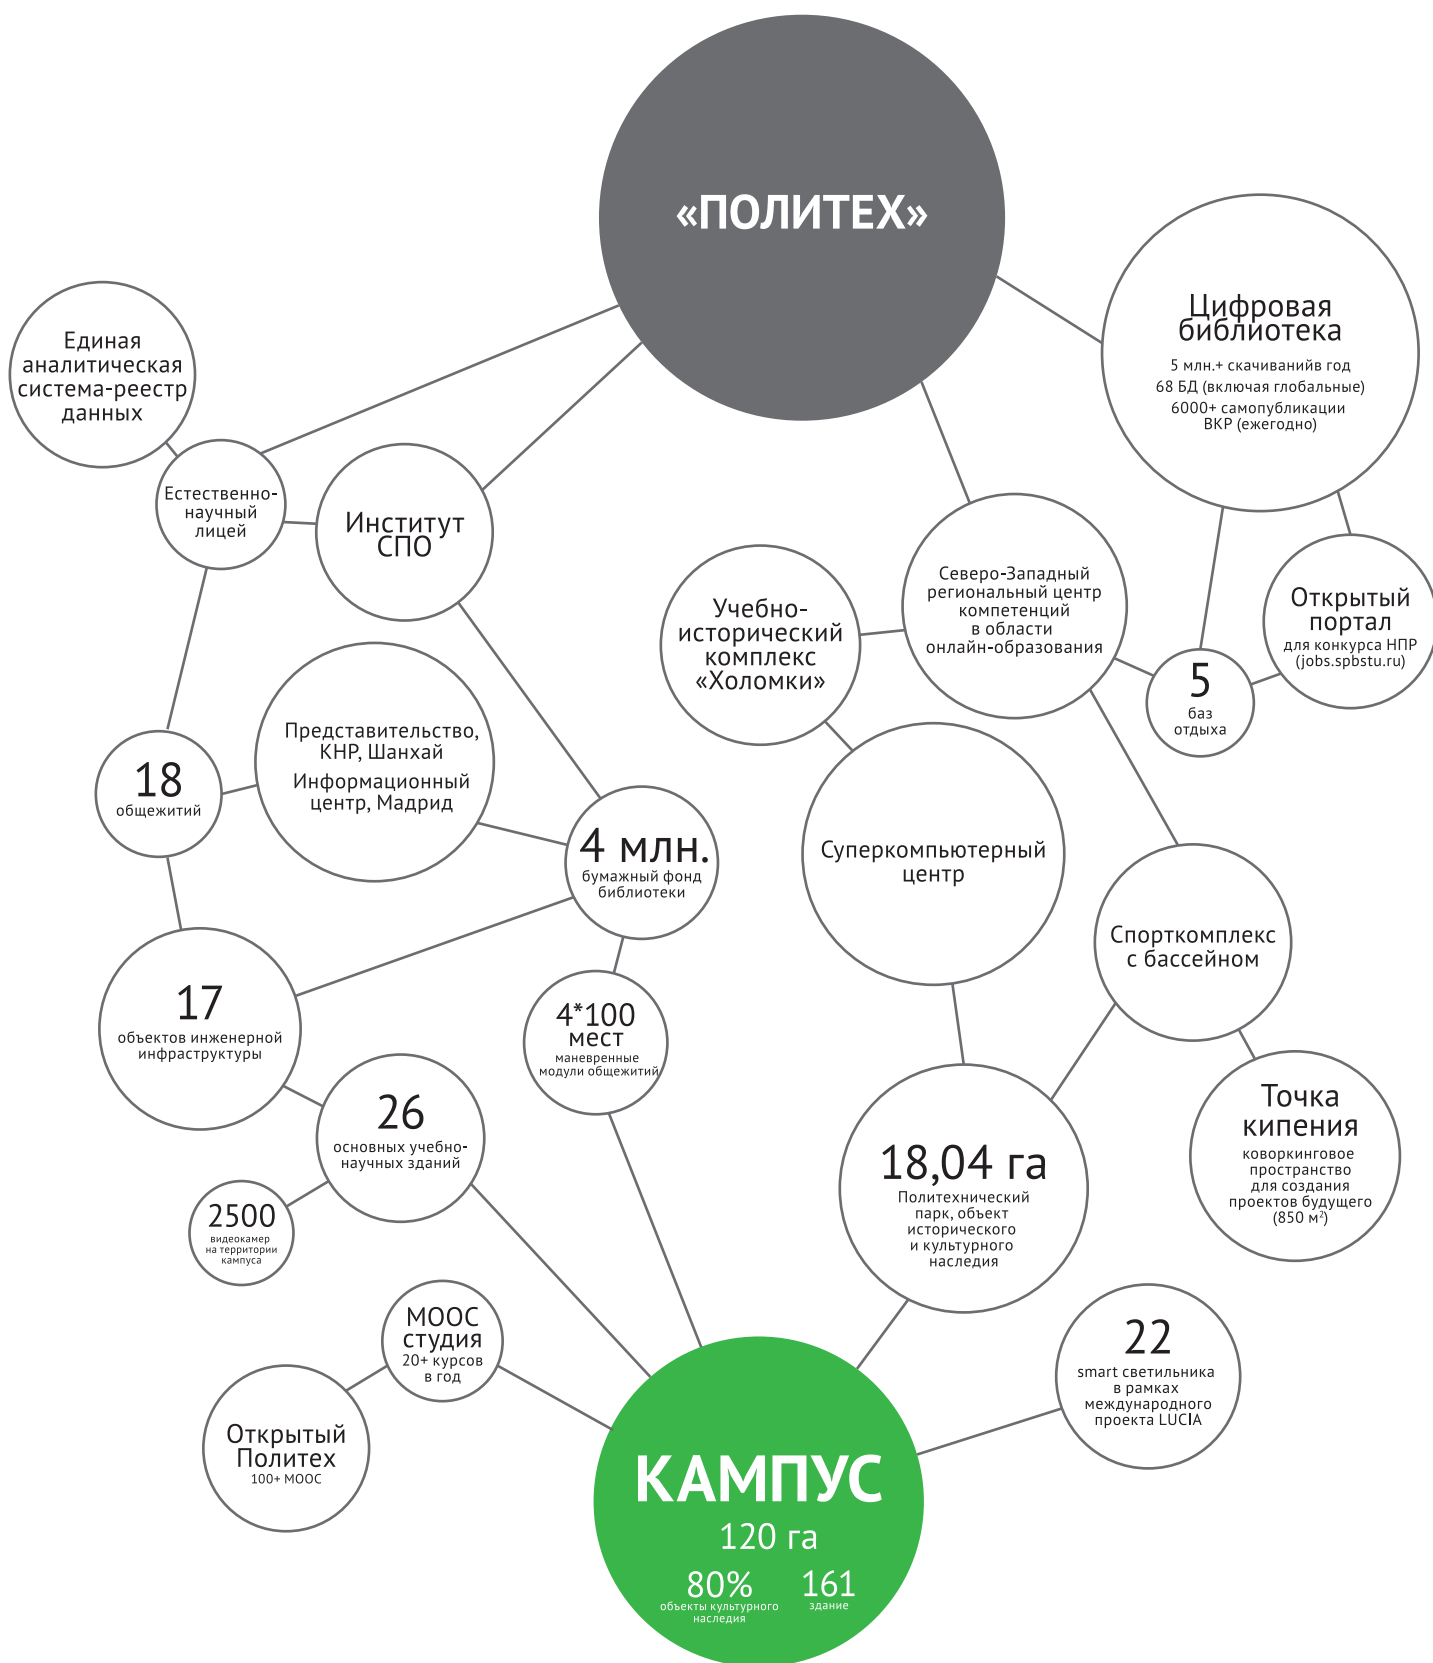 «ПОЛИТЕХ»
Цифровая
библиотека
5 млн.+ скачиванийв год
68 БД (включая глобальные)
6000+ самопубликации
ВКР (ежегодно)
Единая
аналитическая
система-реестр
данных
Естественно-
научный
лицей
Институт
СПО
Северо-Западный
региональный центр
компетенций
в области
онлайн-образования
Учебно-
исторический
комплекс
«Холомки»
Открытый
портал
для конкурса НПР
(jobs.spbstu.ru)
5
баз
отдыха
Представительство,
КНР, Шанхай
Информационный
центр, Мадрид
18
общежитий
4 млн.
бумажный фонд
библиотеки
Суперкомпьютерный
центр
Спорткомплекс
с бассейном
17
объектов инженерной
инфраструктуры
4*100
мест
маневренные
модули общежитий
26
основных учебно-
научных зданий
18,04 га
Политехнический
парк, объект
исторического
и культурного
наследия
Точка
кипения
коворкинговое
пространство
для создания
проектов будущего
(850 м²)
2500
видеокамер
на территории
кампуса
МООС
студия
20+ курсов
в год
22
smart светильника
в рамках
международного
проекта LUCIA
Открытый
Политех
100+ МООС
КАМПУС
120 га
80%
объекты культурного
наследия
161
здание